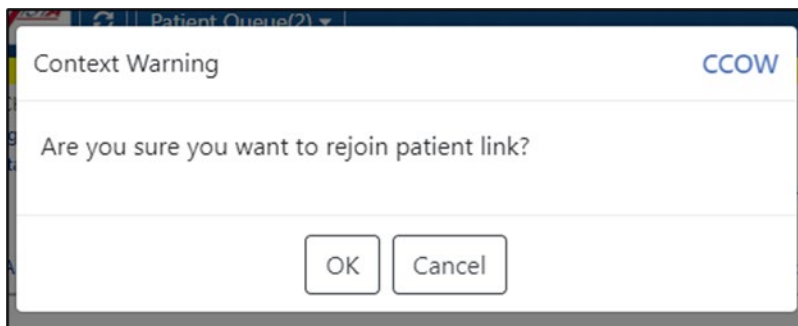 Patient Queue(2)
Context Warning
CCOW
Are you sure you want to rejoin patient link?
OK
Cancel